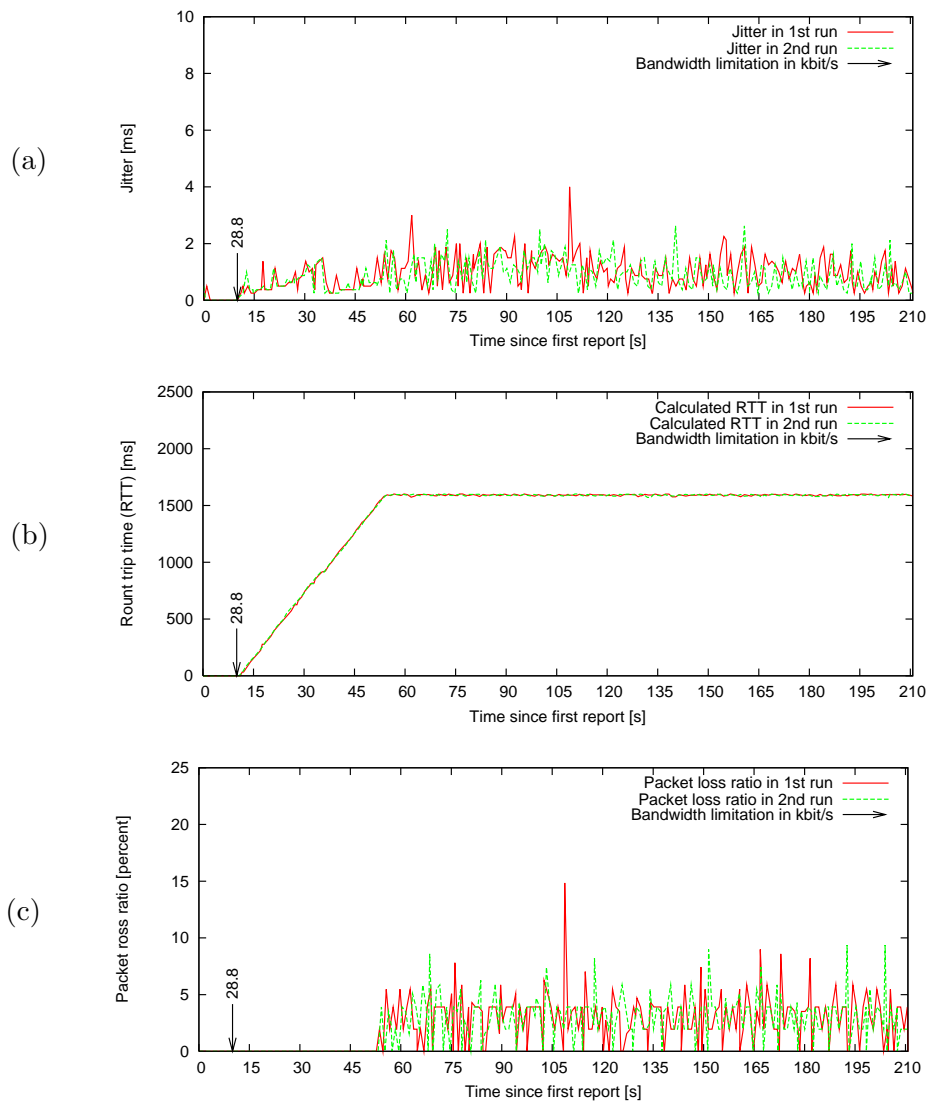 (a)
Jitter [ms]
10
8
6
4
2
0
Jitter in 1st run
Jitter in 2nd run
Bandwidth limitation in kbit/s
28.8
0 15 30 45 60 75 90 105 120 135 150 165 180 195 210
Time since first report [s]
(b)
Rount trip time (RTT) [ms]
2500
2000
1500
1000
500
0
Calculated RTT in 1st run
Calculated RTT in 2nd run
Bandwidth limitation in kbit/s
28.8
0 15 30 45 60 75 90 105 120 135 150 165 180 195 210
Time since first report [s]
(c)
Packet loss ratio [percent]
25
20
15
10
5
0
Packet loss ratio in 1st run
Packet loss ratio in 2nd run
Bandwidth limitation in kbit/s
28.8
0 15 30 45 60 75 90 105 120 135 150 165 180 195 210
Time since first report [s]